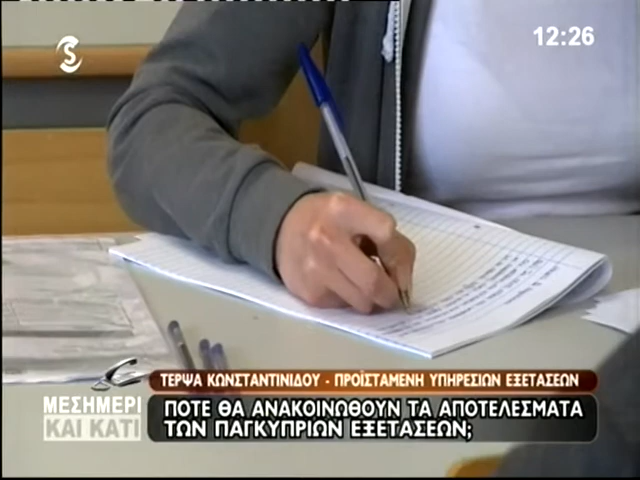 12:26
ΤΕΡΨΑ ΚΩΝΣΤΑΝΤΙΝΙΔΟΥ - ΠΡΟΪΣΤΑΜΕΝΗ ΥΠΗΡΕΣΙΩΝ ΕΞΕΤΑΣΕΩΝ
ΜΕΣΗΜΕΡΙ
ΚΑΙ ΚΑΤΙ
ΠΟΤΕ ΘΑ ΑΝΑΚΟΙΝΩΘΟΥΝ ΤΑ ΑΠΟΤΕΛΕΣΜΑΤΑ
ΤΩΝ ΠΑΓΚΥΠΡΙΩΝ ΕΞΕΤΑΣΕΩΝ;